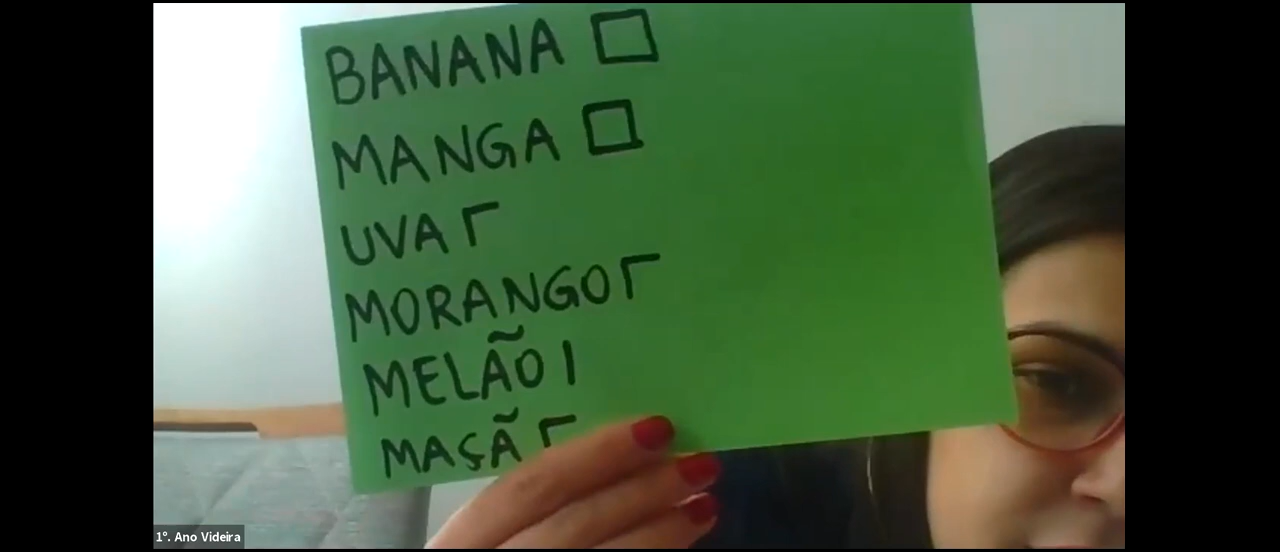 BANANA □
MANGA □
UVA ┌
MORANGO ┌
MELÃO |
MAÇÃ ┌
1º. Ano Videira